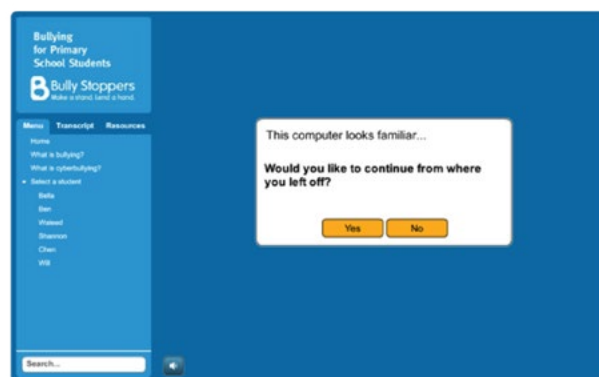 Bullying
for Primary
School Students
Bully Stoppers
Make a stand. Lend a hand.
Menu Transcript Resources
Home
What is bullying?
What is cyberbullying?
Select a student
Bella
Ben
Waleed
Shannon
Chen
Will
Search...
This computer looks familiar...
Would you like to continue from where
you left off?
Yes No